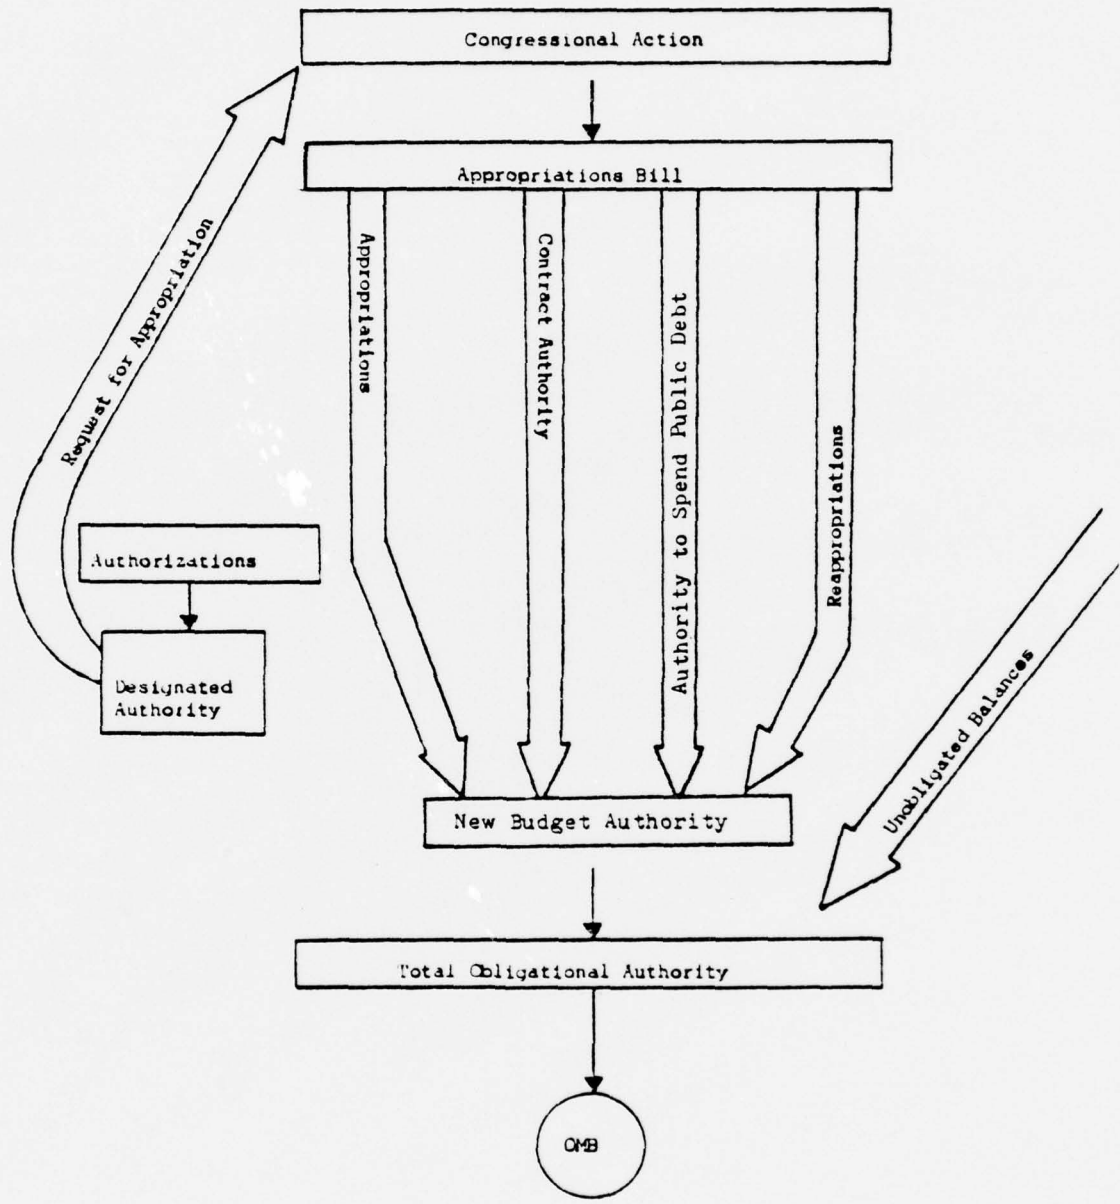 Congressional Action
Appropriations Bill
Request for Appropriation
Appropriations
Contract Authority
Authority to Spend Public Debt
Reappropriations
Authorizations
Designated
Authority
Unobligated Balances
New Budget Authority
Total Obligational Authority
OMB